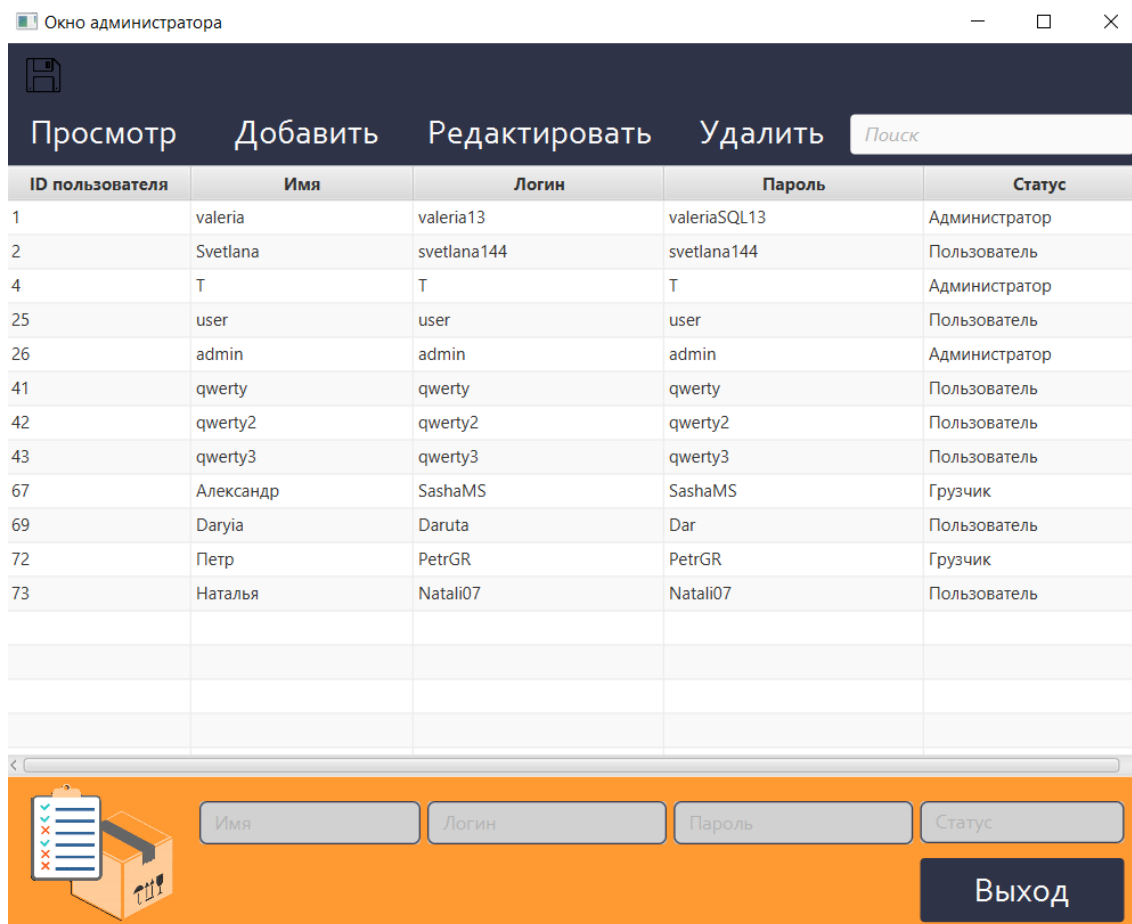 Окно администратора
Просмотр Добавить Редактировать Удалить Поиск
ID пользователя Имя Логин Пароль Статус
1 valeria valeria13 valeriaSQL13 Администратор
2 Svetlana svetlana144 svetlana144 Пользователь
4 T T T Администратор
25 user user user Пользователь
26 admin admin admin Администратор
41 qwerty qwerty qwerty Пользователь
42 qwerty2 qwerty2 qwerty2 Пользователь
43 qwerty3 qwerty3 qwerty3 Пользователь
67 Александр SashaMS SashaMS Грузчик
69 Daryia Daruta Dar Пользователь
72 Петр PetrGR PetrGR Грузчик
73 Наталья Natali07 Natali07 Пользователь
Имя Логин Пароль Статус
Выход